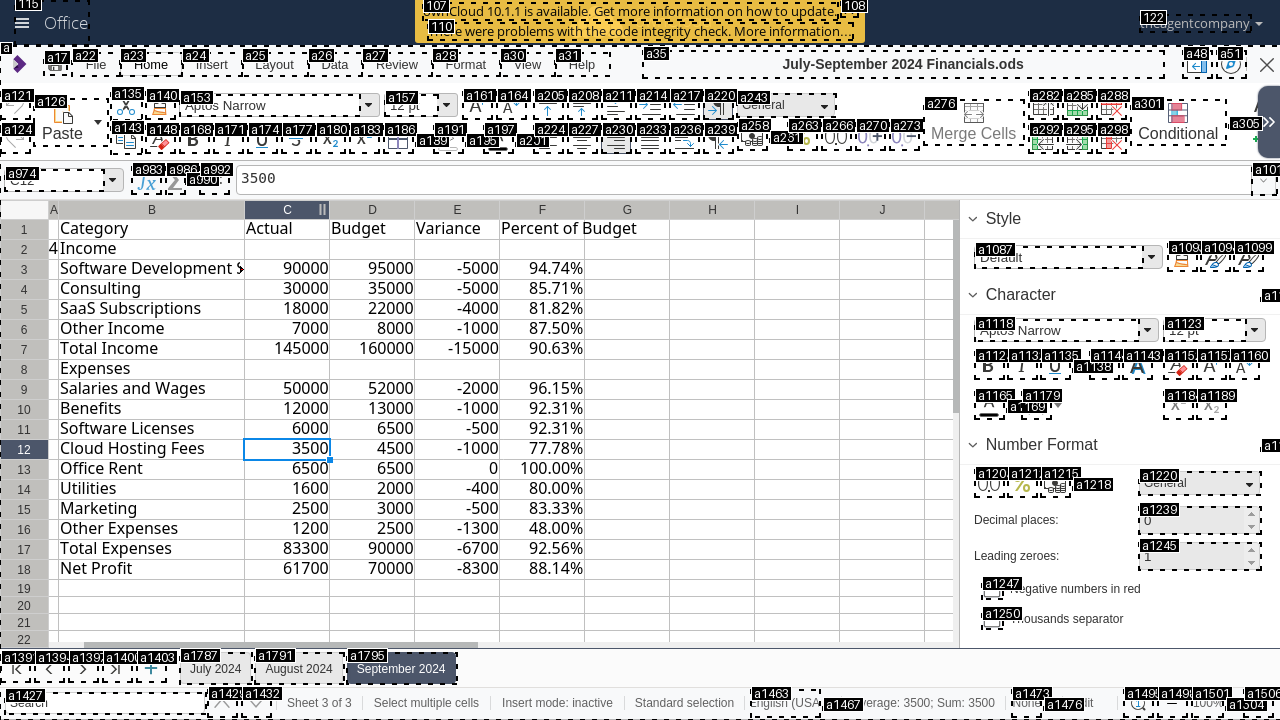 Office
ownCloud 10.1.1 is available. Get more information on how to update.
There were problems with the code integrity check. More information...
theagentcompany
File Home Insert Layout Data Review Format View Help
July-September 2024 Financials.ods
Aptos Narrow 12 pt General
Paste Merge Cells Conditional
C12 3500
A B C D E F G H I J
1 Category Actual Budget Variance Percent of Budget
2 4 Income
3 Software Development S 90000 95000 -5000 94.74%
4 Consulting 30000 35000 -5000 85.71%
5 SaaS Subscriptions 18000 22000 -4000 81.82%
6 Other Income 7000 8000 -1000 87.50%
7 Total Income 145000 160000 -15000 90.63%
8 Expenses
9 Salaries and Wages 50000 52000 -2000 96.15%
10 Benefits 12000 13000 -1000 92.31%
11 Software Licenses 6000 6500 -500 92.31%
12 Cloud Hosting Fees 3500 4500 -1000 77.78%
13 Office Rent 6500 6500 0 100.00%
14 Utilities 1600 2000 -400 80.00%
15 Marketing 2500 3000 -500 83.33%
16 Other Expenses 1200 2500 -1300 48.00%
17 Total Expenses 83300 90000 -6700 92.56%
18 Net Profit 61700 70000 -8300 88.14%
19
20
21
22
Style
Default
Character
Aptos Narrow 12 pt
Number Format
General
Decimal places: 0
Leading zeroes: 1
Negative numbers in red
Thousands separator
July 2024 August 2024 September 2024
Search Sheet 3 of 3 Select multiple cells Insert mode: inactive Standard selection English (USA) Average: 3500; Sum: 3500 100%